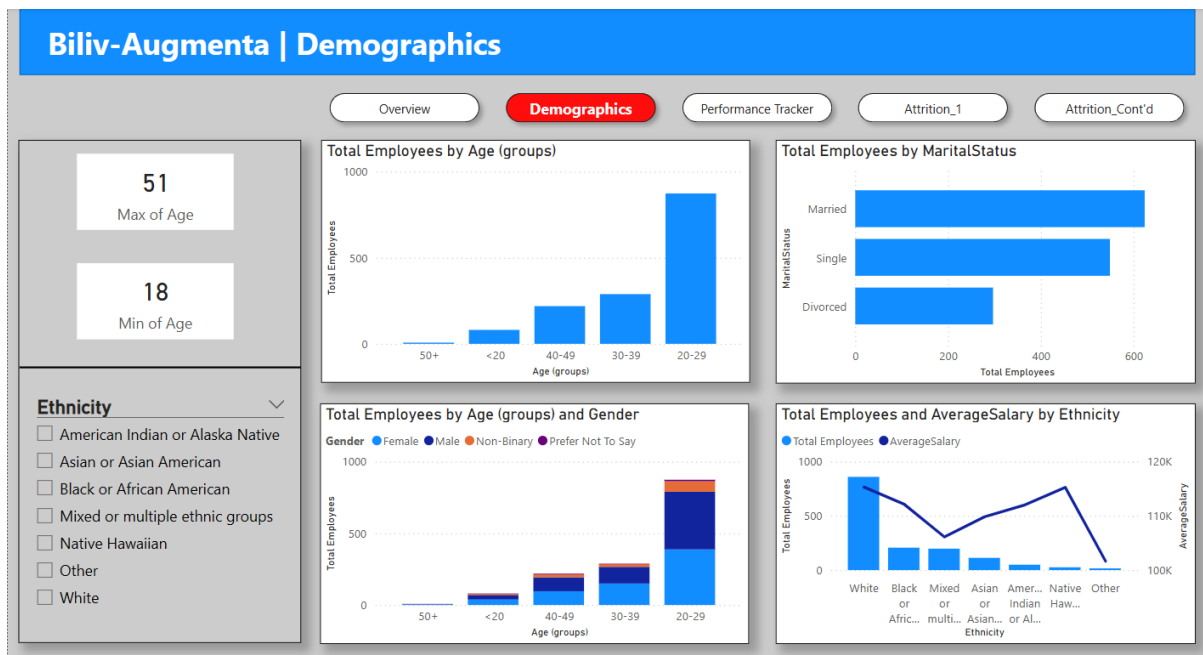 Biliv-Augmenta | Demographics
Overview
Demographics
Performance Tracker
Attrition_1
Attrition_Cont'd
51
Max of Age
18
Min of Age
Ethnicity
American Indian or Alaska Native
Asian or Asian American
Black or African American
Mixed or multiple ethnic groups
Native Hawaiian
Other
White
Total Employees by Age (groups)
1000
500
0
Total Employees
50+ <20 40-49 30-39 20-29
Age (groups)
Total Employees by MaritalStatus
MaritalStatus
Married
Single
Divorced
0 200 400 600
Total Employees
Total Employees by Age (groups) and Gender
Gender Female Male Non-Binary Prefer Not To Say
1000
500
0
Total Employees
50+ <20 40-49 30-39 20-29
Age (groups)
Total Employees and AverageSalary by Ethnicity
Total Employees AverageSalary
1000 120K
500 110K
0 100K
Total Employees
AverageSalary
White Black Mixed Asian Amer... Native Other
or or or Indian Haw...
Afric... multi... Asian... or Al...
Ethnicity